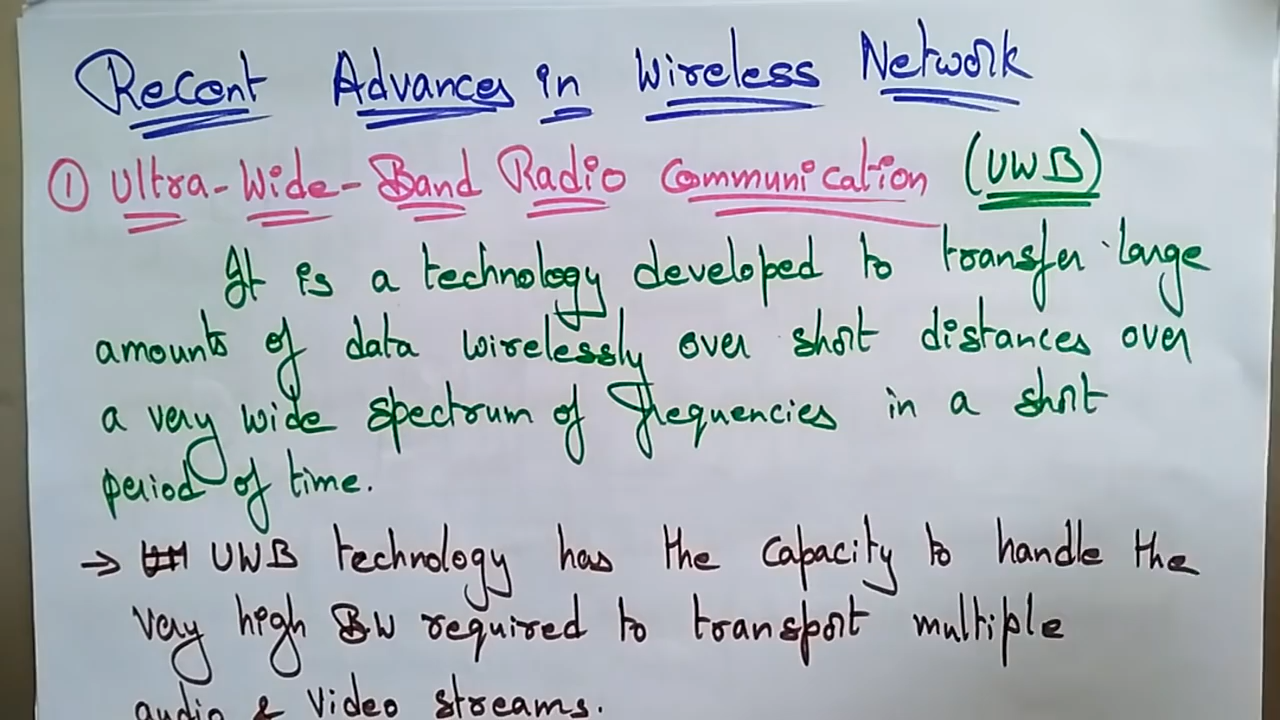 Recent Advances in Wireless Network
① Ultra-Wide-Band Radio Communication (UWB)
It is a technology developed to transfer large
amounts of data wirelessly over short distances over
a very wide spectrum of frequencies in a short
period of time.
→ UWB technology has the capacity to handle the
very high BW required to transport multiple
audio & video streams.